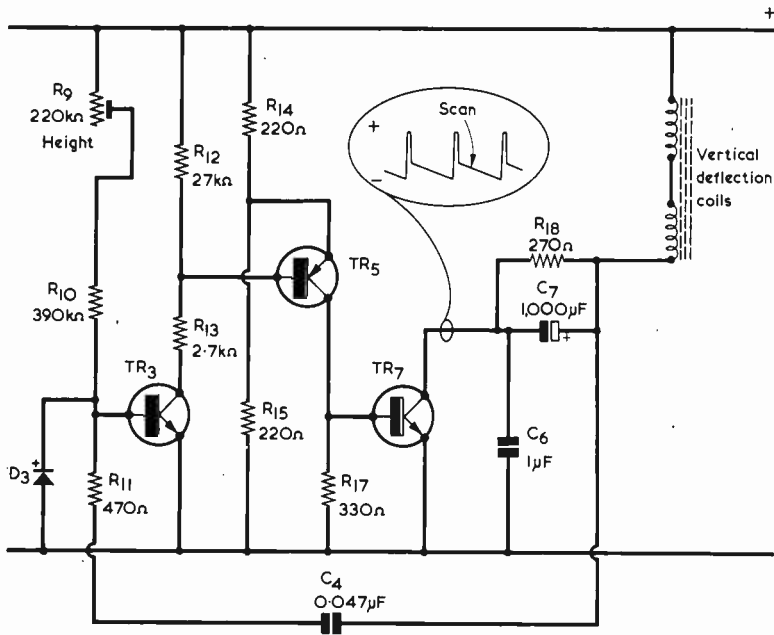 +
R9
220kΩ
Height
R14
220Ω
R12
27kΩ
+
Scan
−
Vertical
deflection
coils
R18
270Ω
C7
1,000µF
+
TR5
R10
390kΩ
R13
2·7kΩ
TR3
TR7
R15
220Ω
C6
1µF
D3
+
R11
470Ω
R17
330Ω
C4
0·047µF